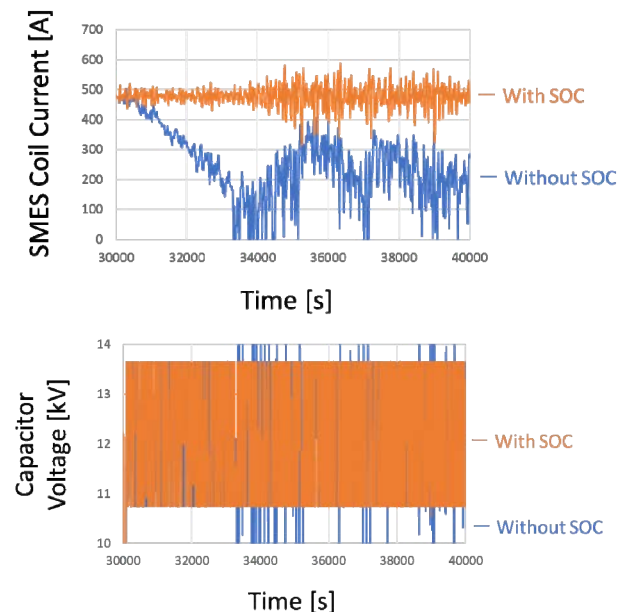 SMES Coil Current [A]
700
600
500
400
300
200
100
0
30000 32000 34000 36000 38000 40000
Time [s]
With SOC
Without SOC
Capacitor
Voltage [kV]
14
13
12
11
10
30000 32000 34000 36000 38000 40000
Time [s]
With SOC
Without SOC